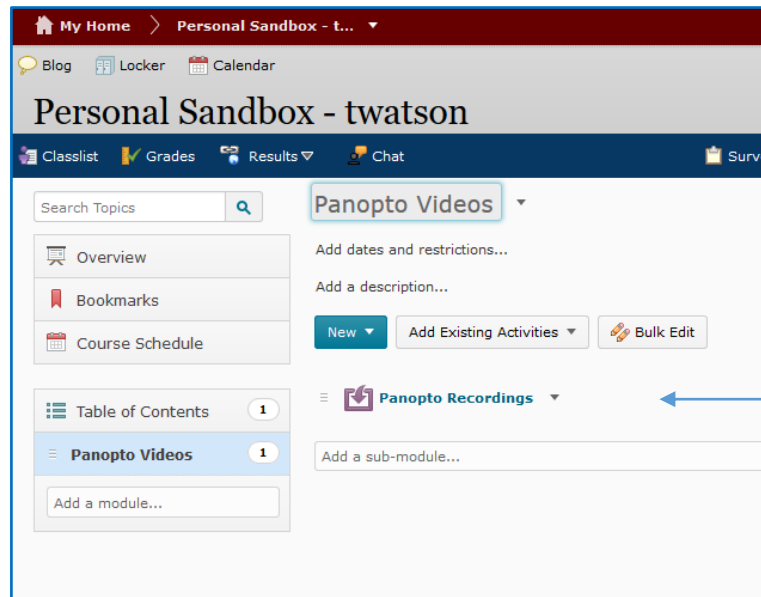 My Home Personal Sandbox - t...
Blog Locker Calendar
Personal Sandbox - twatson
Classlist Grades Results Chat Surv
Search Topics
Overview
Bookmarks
Course Schedule
Table of Contents 1
Panopto Videos 1
Add a module...
Panopto Videos
Add dates and restrictions...
Add a description...
New Add Existing Activities Bulk Edit
Panopto Recordings
Add a sub-module...